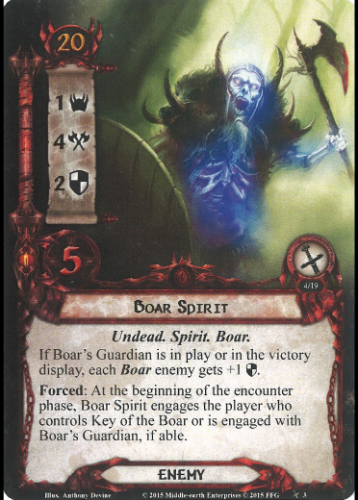 20
1
4
2
5
4/19
Boar Spirit
Undead. Spirit. Boar.
If Boar's Guardian is in play or in the victory
display, each Boar enemy gets +1
Forced: At the beginning of the encounter
phase, Boar Spirit engages the player who
controls Key of the Boar or is engaged with
Boar's Guardian, if able.
ENEMY
Illus. Anthony Devine © 2015 Middle-earth Enterprises © 2015 FFG 3